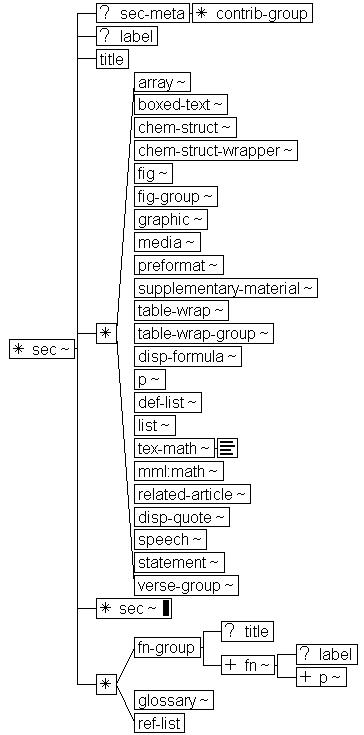 ? sec-meta * contrib-group
? label
title
array ~
boxed-text ~
chem-struct ~
chem-struct-wrapper ~
fig ~
fig-group ~
graphic ~
media ~
preformat ~
supplementary-material ~
table-wrap ~
table-wrap-group ~
disp-formula ~
* sec ~ *
p ~
def-list ~
list ~
tex-math ~
mml:math ~
related-article ~
disp-quote ~
speech ~
statement ~
verse-group ~
* sec ~
fn-group ? title
+ fn ~ ? label
+ p ~
*
glossary ~
ref-list